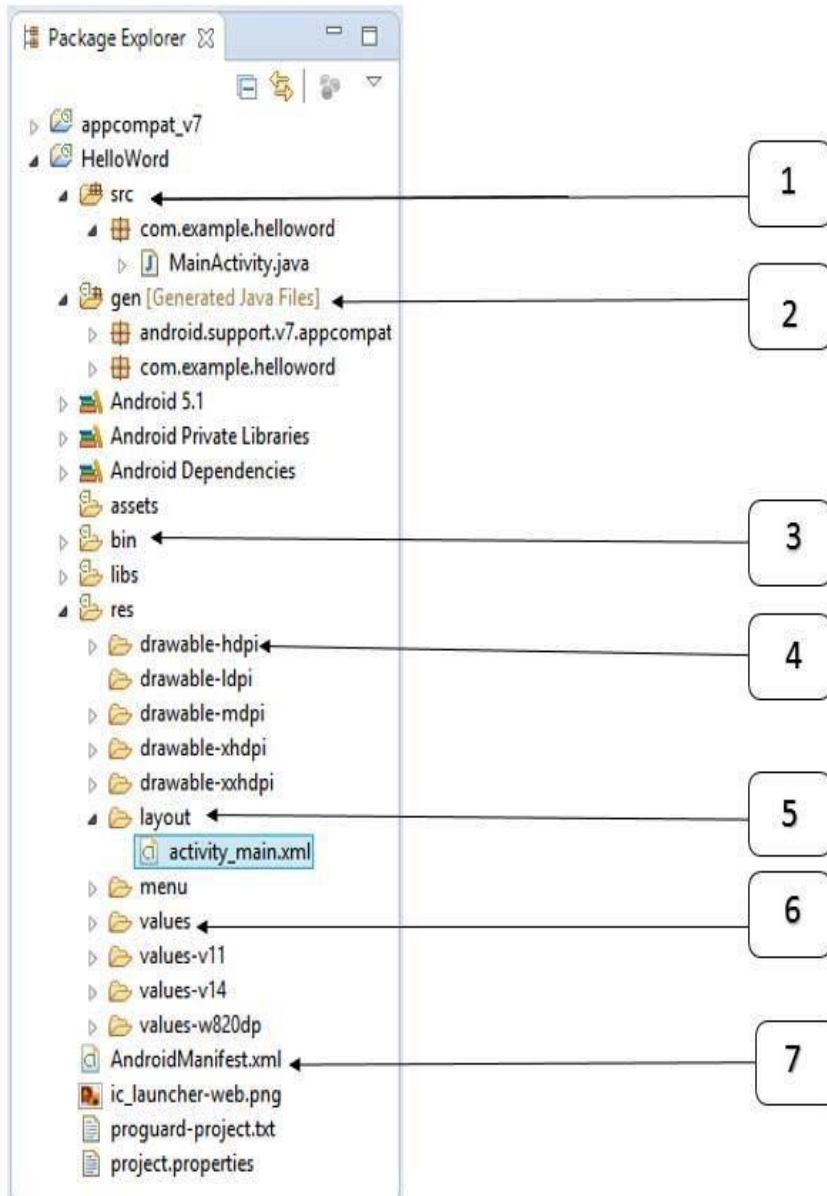 Package Explorer
appcompat_v7
HelloWord
src
1
com.example.helloword
MainActivity.java
gen [Generated Java Files]
2
android.support.v7.appcompat
com.example.helloword
Android 5.1
Android Private Libraries
Android Dependencies
assets
bin
3
libs
res
drawable-hdpi
4
drawable-ldpi
drawable-mdpi
drawable-xhdpi
drawable-xxhdpi
layout
5
activity_main.xml
menu
values
6
values-v11
values-v14
values-w820dp
AndroidManifest.xml
7
ic_launcher-web.png
proguard-project.txt
project.properties